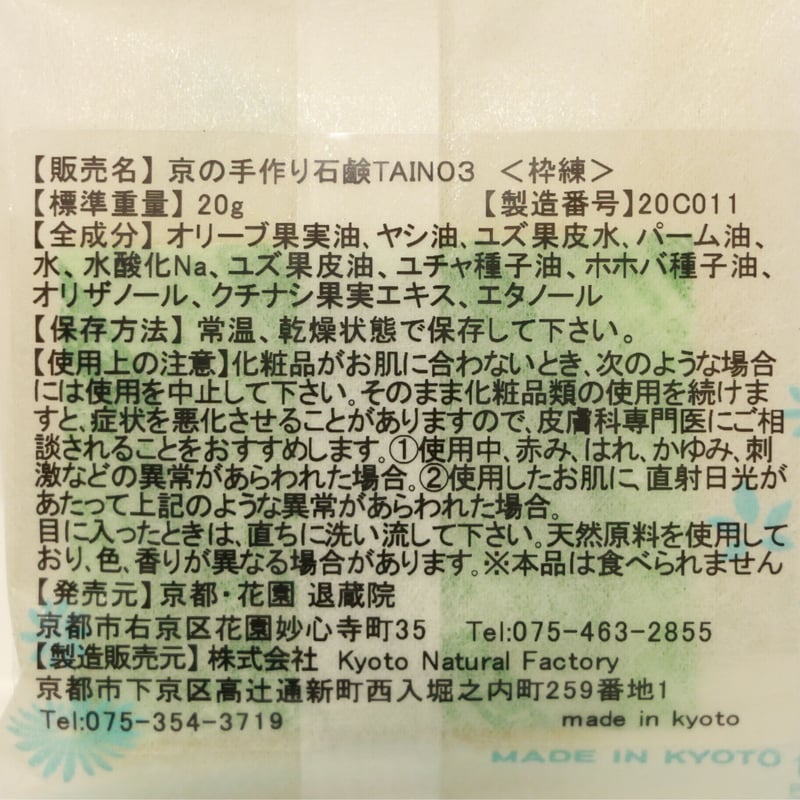 【販売名】京の手作り石鹸TAINO3 ＜枠練＞
【標準重量】20g 【製造番号】20C011
【全成分】オリーブ果実油、ヤシ油、ユズ果皮水、パーム油、
水、水酸化Na、ユズ果皮油、ユチャ種子油、ホホバ種子油、
オリザノール、クチナシ果実エキス、エタノール
【保存方法】常温、乾燥状態で保存して下さい。
【使用上の注意】化粧品がお肌に合わないとき、次のような場合
には使用を中止して下さい。そのまま化粧品類の使用を続けま
すと、症状を悪化させることがありますので、皮膚科専門医にご相
談されることをおすすめします。①使用中、赤み、はれ、かゆみ、刺
激などの異常があらわれた場合。②使用したお肌に、直射日光が
あたって上記のような異常があらわれた場合。
目に入ったときは、直ちに洗い流して下さい。天然原料を使用して
おり、色、香りが異なる場合があります。※本品は食べられません
【発売元】京都・花園 退蔵院
京都市右京区花園妙心寺町35 Tel:075-463-2855
【製造販売元】株式会社 Kyoto Natural Factory
京都市下京区高辻通新町西入堀之内町259番地1
Tel:075-354-3719 made in kyoto
MADE IN KYOTO